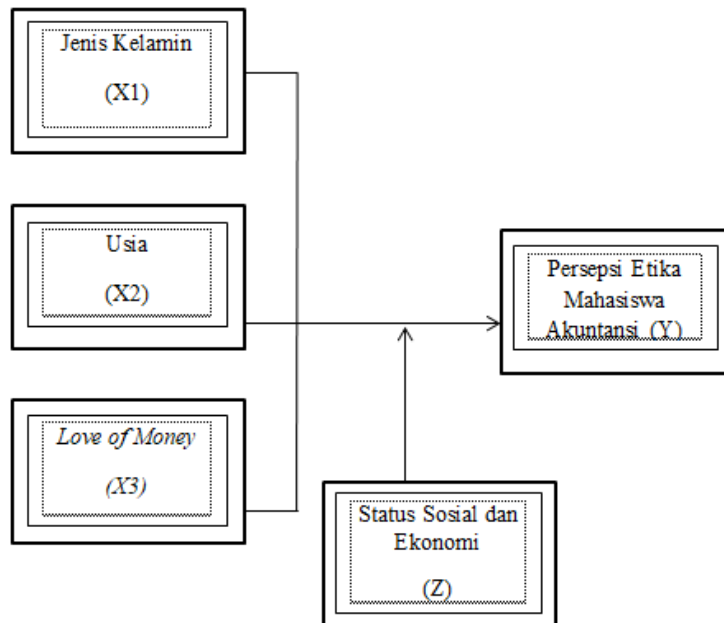 Jenis Kelamin
(X1)
Usia
(X2)
Love of Money
(X3)
Persepsi Etika
Mahasiswa
Akuntansi (Y)
Status Sosial dan
Ekonomi
(Z)